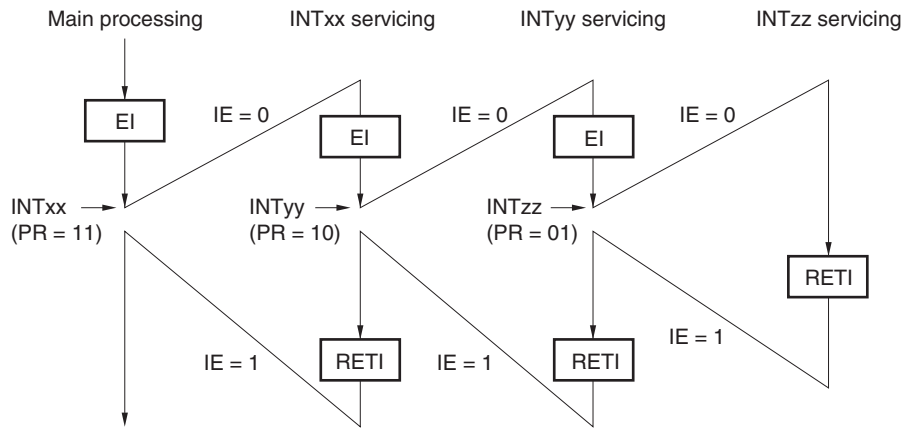 Main processing
INTxx servicing
INTyy servicing
INTzz servicing
EI
IE = 0
EI
IE = 0
EI
IE = 0
INTxx
(PR = 11)
INTyy
(PR = 10)
INTzz
(PR = 01)
RETI
IE = 1
RETI
IE = 1
RETI
IE = 1